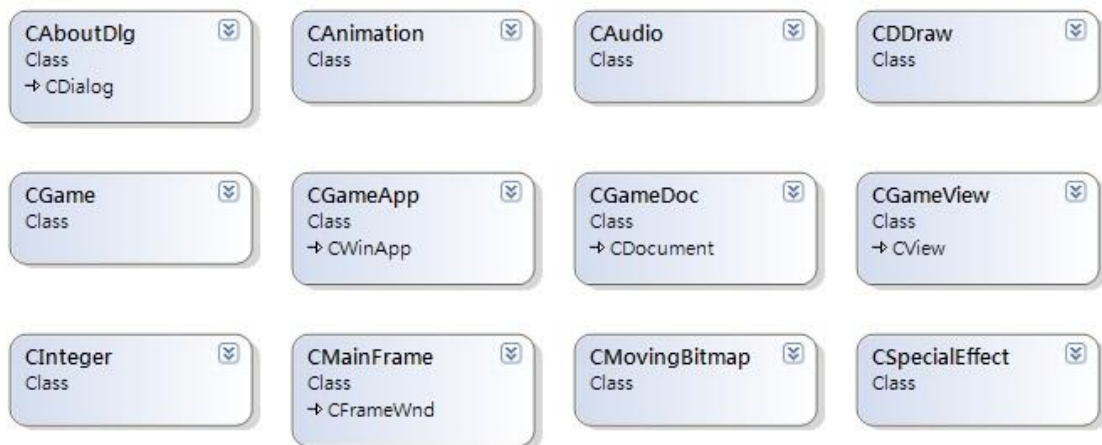 CAboutDlg
Class
CDialog
CAnimation
Class
CAudio
Class
CDDraw
Class
CGame
Class
CGameApp
Class
CWinApp
CGameDoc
Class
CDocument
CGameView
Class
CView
CInteger
Class
CMainFrame
Class
CFrameWnd
CMovingBitmap
Class
CSpecialEffect
Class